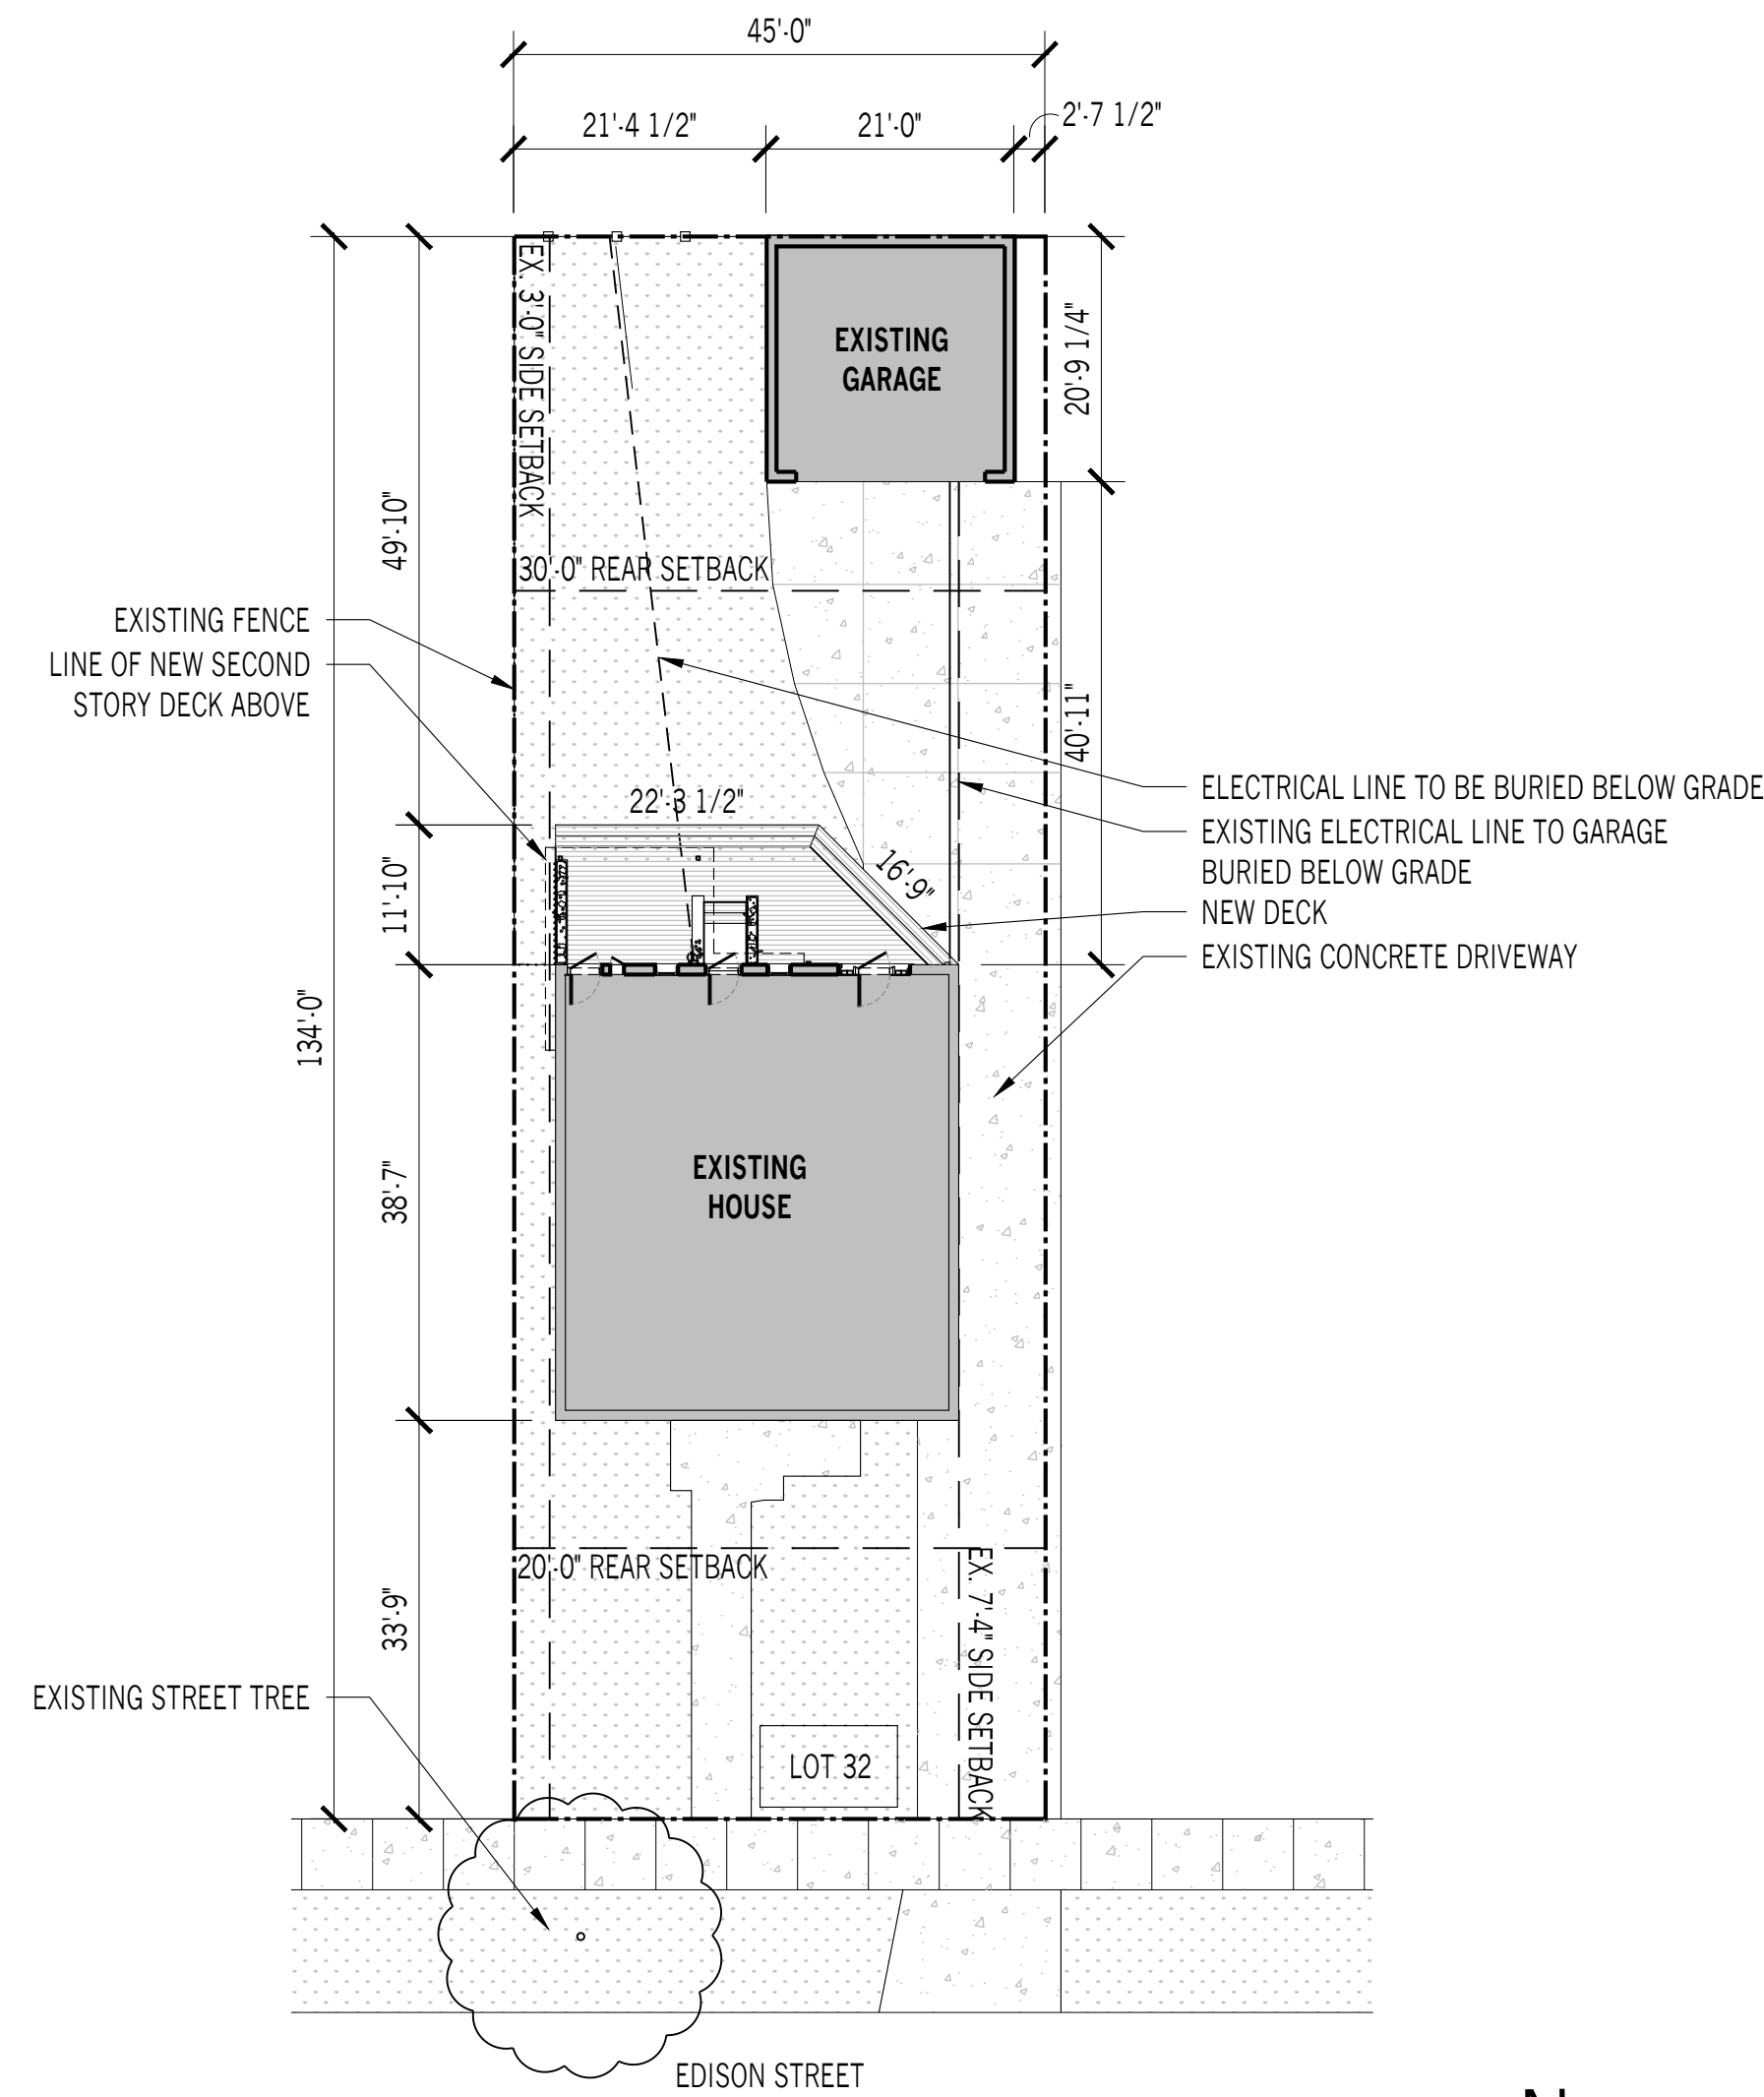 45'-0"
21'-4 1/2"
21'-0"
2'-7 1/2"
EX. 3'-0" SIDE SETBACK
EXISTING
GARAGE
20'-9 1/4"
49'-10"
30'-0" REAR SETBACK
EXISTING FENCE
LINE OF NEW SECOND
STORY DECK ABOVE
40'-11"
ELECTRICAL LINE TO BE BURIED BELOW GRADE
EXISTING ELECTRICAL LINE TO GARAGE
BURIED BELOW GRADE
NEW DECK
EXISTING CONCRETE DRIVEWAY
22'-3 1/2"
16'-9"
11'-10"
134'-0"
EXISTING
HOUSE
38'-7"
20'-0" REAR SETBACK
33'-9"
EX. 7'-4" SIDE SETBACK
EXISTING STREET TREE
LOT 32
EDISON STREET